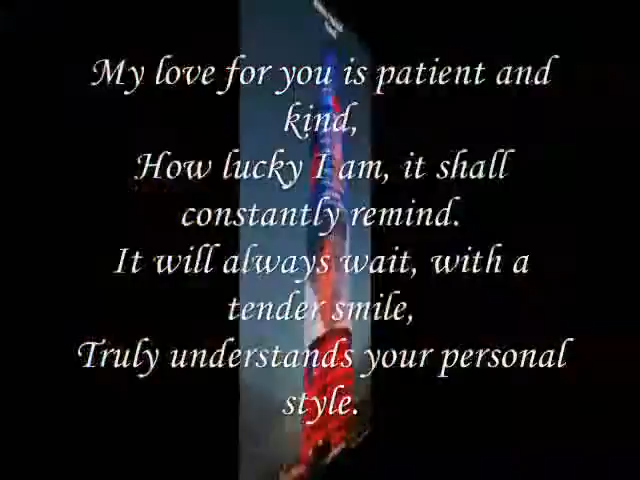 My love for you is patient and
kind,
How lucky I am, it shall
constantly remind.
It will always wait, with a
tender smile,
Truly understands your personal
style.